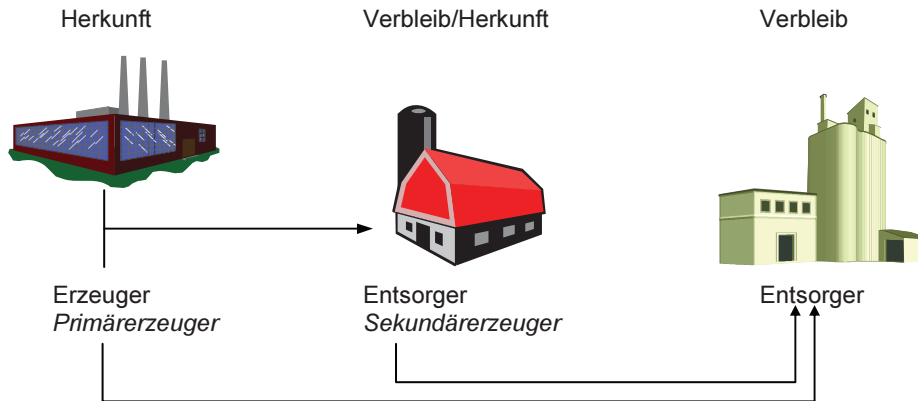 Herkunft
Verbleib/Herkunft
Verbleib
Erzeuger
Primärerzeuger
Entsorger
Sekundärerzeuger
Entsorger